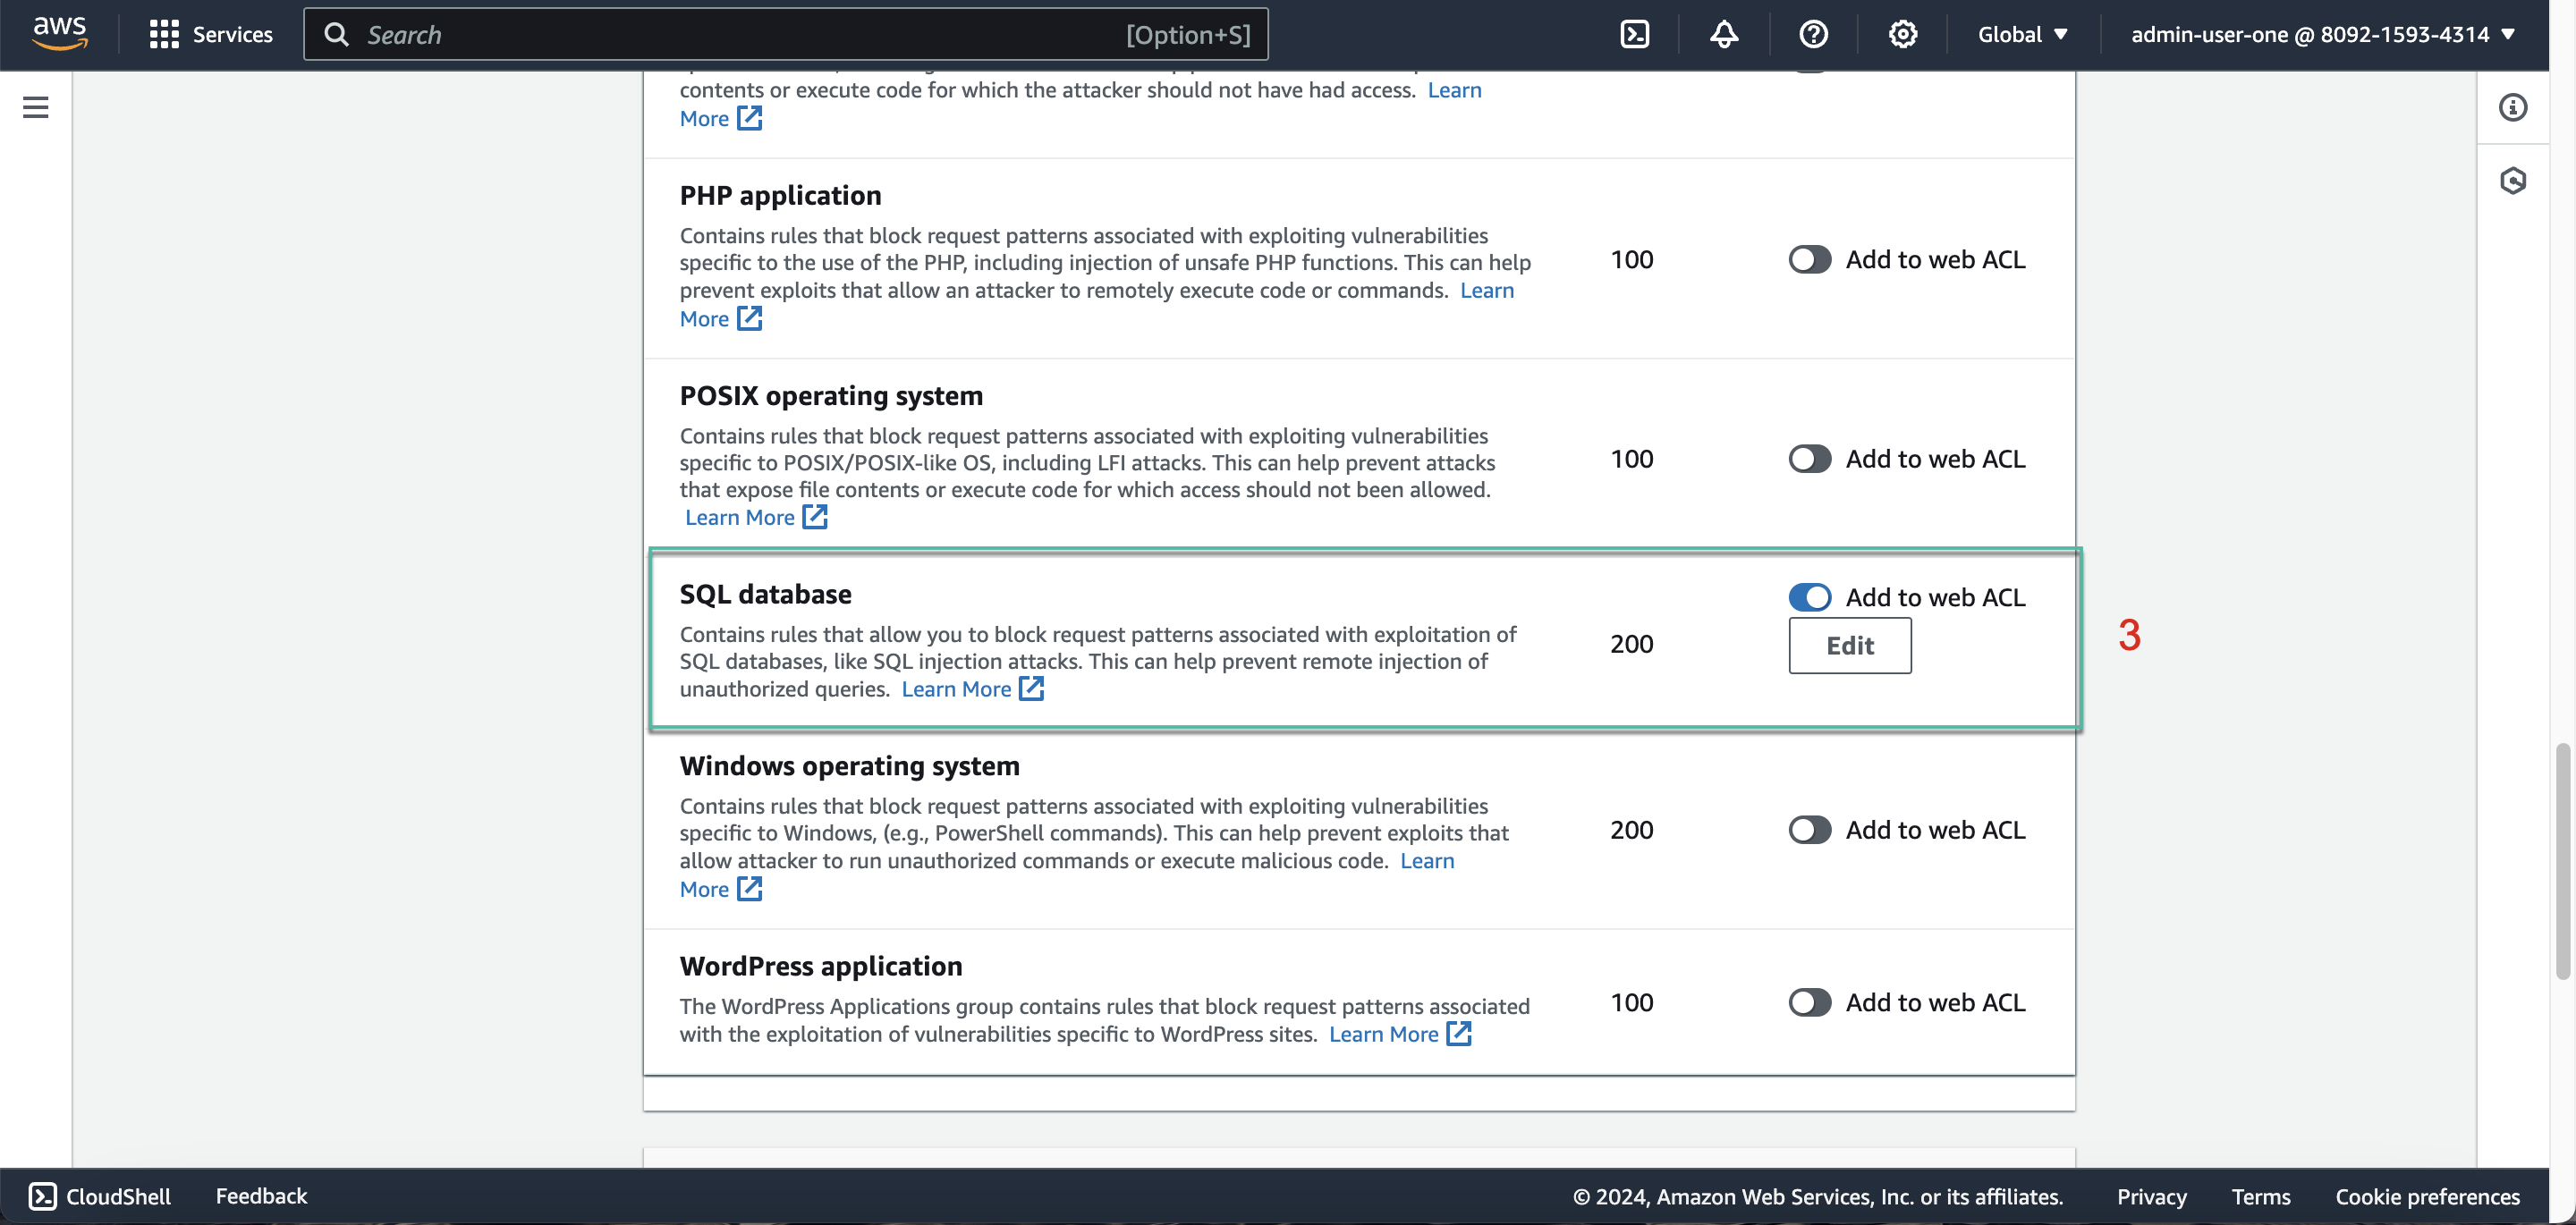 aws
Services
Search
[Option+S]
Global
admin-user-one @ 8092-1593-4314
contents or execute code for which the attacker should not have had access. Learn
More
PHP application
Contains rules that block request patterns associated with exploiting vulnerabilities
specific to the use of the PHP, including injection of unsafe PHP functions. This can help
prevent exploits that allow an attacker to remotely execute code or commands. Learn
More
100
Add to web ACL
POSIX operating system
Contains rules that block request patterns associated with exploiting vulnerabilities
specific to POSIX/POSIX-like OS, including LFI attacks. This can help prevent attacks
that expose file contents or execute code for which access should not been allowed.
Learn More
100
Add to web ACL
SQL database
Contains rules that allow you to block request patterns associated with exploitation of
SQL databases, like SQL injection attacks. This can help prevent remote injection of
unauthorized queries. Learn More
200
Add to web ACL
Edit
3
Windows operating system
Contains rules that block request patterns associated with exploiting vulnerabilities
specific to Windows, (e.g., PowerShell commands). This can help prevent exploits that
allow attacker to run unauthorized commands or execute malicious code. Learn
More
200
Add to web ACL
WordPress application
The WordPress Applications group contains rules that block request patterns associated
with the exploitation of vulnerabilities specific to WordPress sites. Learn More
100
Add to web ACL
CloudShell
Feedback
© 2024, Amazon Web Services, Inc. or its affiliates.
Privacy
Terms
Cookie preferences